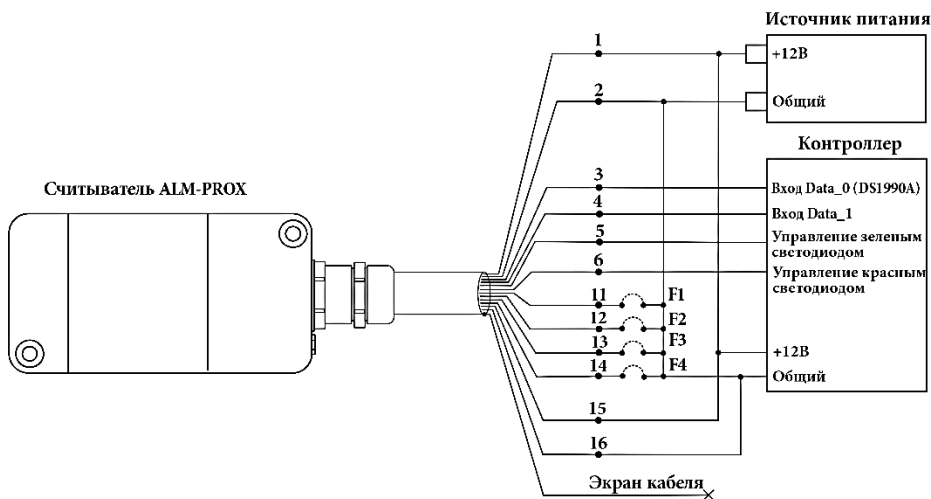 Источник питания
1
+12В
2
Общий
Контроллер
Считыватель ALM-PROX
3
Вход Data_0 (DS1990A)
4
Вход Data_1
5
Управление зеленым
светодиодом
6
Управление красным
светодиодом
11
F1
12
F2
13
F3
+12В
14
F4
Общий
15
16
Экран кабеля